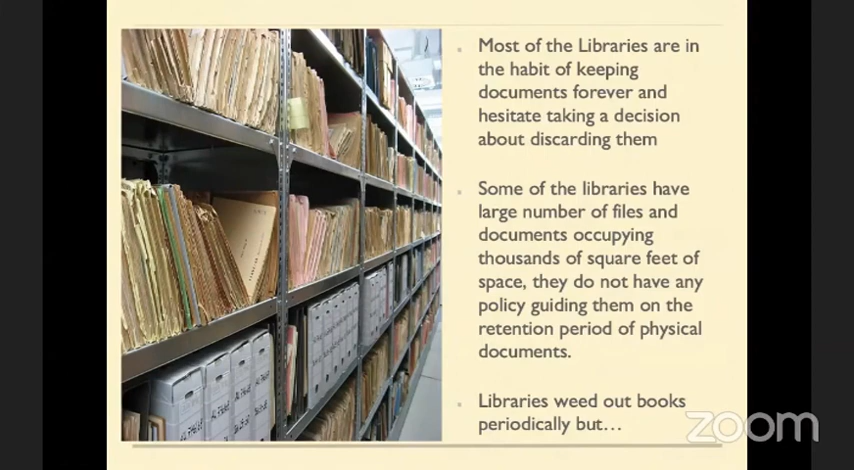 Most of the Libraries are in
the habit of keeping
documents forever and
hesitate taking a decision
about discarding them
Some of the libraries have
large number of files and
documents occupying
thousands of square feet of
space, they do not have any
policy guiding them on the
retention period of physical
documents.
Libraries weed out books
periodically but...
zoom